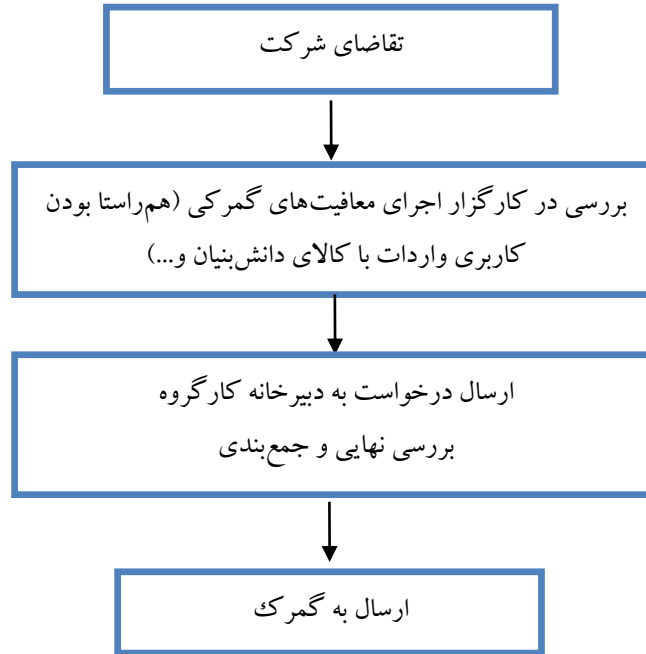 تقاضای شرکت
بررسی در کارگزار اجرای معافیت‌های گمرکی (هم‌راستا بودن
کاربری واردات با کالای دانش‌بنیان و...)
ارسال درخواست به دبیرخانه کارگروه
بررسی نهایی و جمع‌بندی
ارسال به گمرک